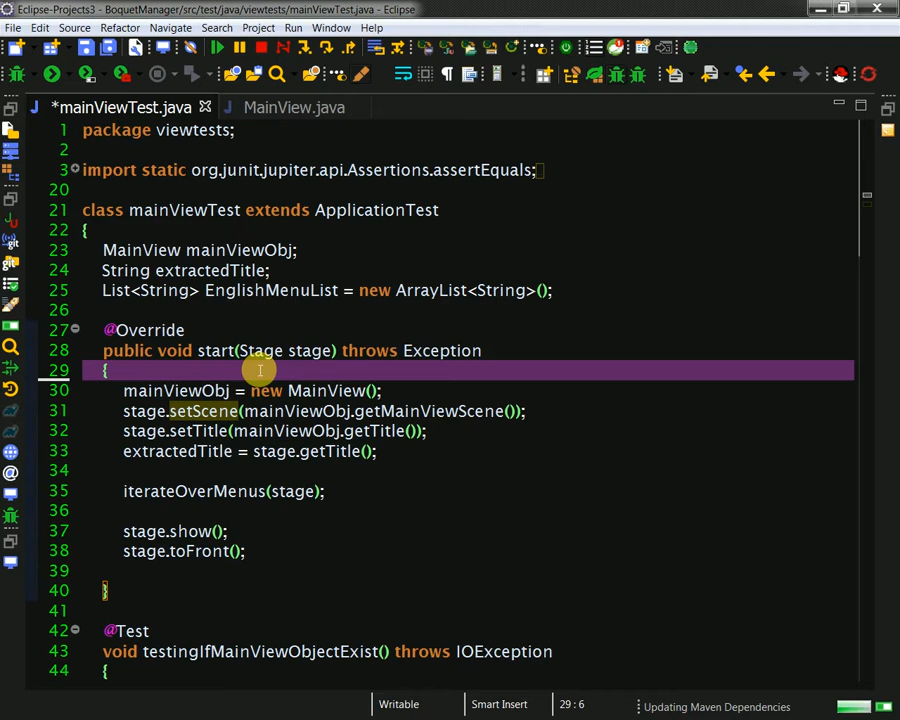 Eclipse-Projects3 - BoquetManager/src/test/java/viewtests/mainViewTest.java - Eclipse
File Edit Source Refactor Navigate Search Project Run Window Help
*mainViewTest.java MainView.java
1 package viewtests;
2
3 import static org.junit.jupiter.api.Assertions.assertEquals;
20
21 class mainViewTest extends ApplicationTest
22 {
23 MainView mainViewObj;
24 String extractedTitle;
25 List<String> EnglishMenuList = new ArrayList<String>();
26
27 @Override
28 public void start(Stage stage) throws Exception
29 {
30 mainViewObj = new MainView();
31 stage.setScene(mainViewObj.getMainViewScene());
32 stage.setTitle(mainViewObj.getTitle());
33 extractedTitle = stage.getTitle();
34
35 iterateOverMenus(stage);
36
37 stage.show();
38 stage.toFront();
39
40 }
41
42 @Test
43 void testingIfMainViewObjectExist() throws IOException
44 {
Writable Smart Insert 29 : 6 Updating Maven Dependencies